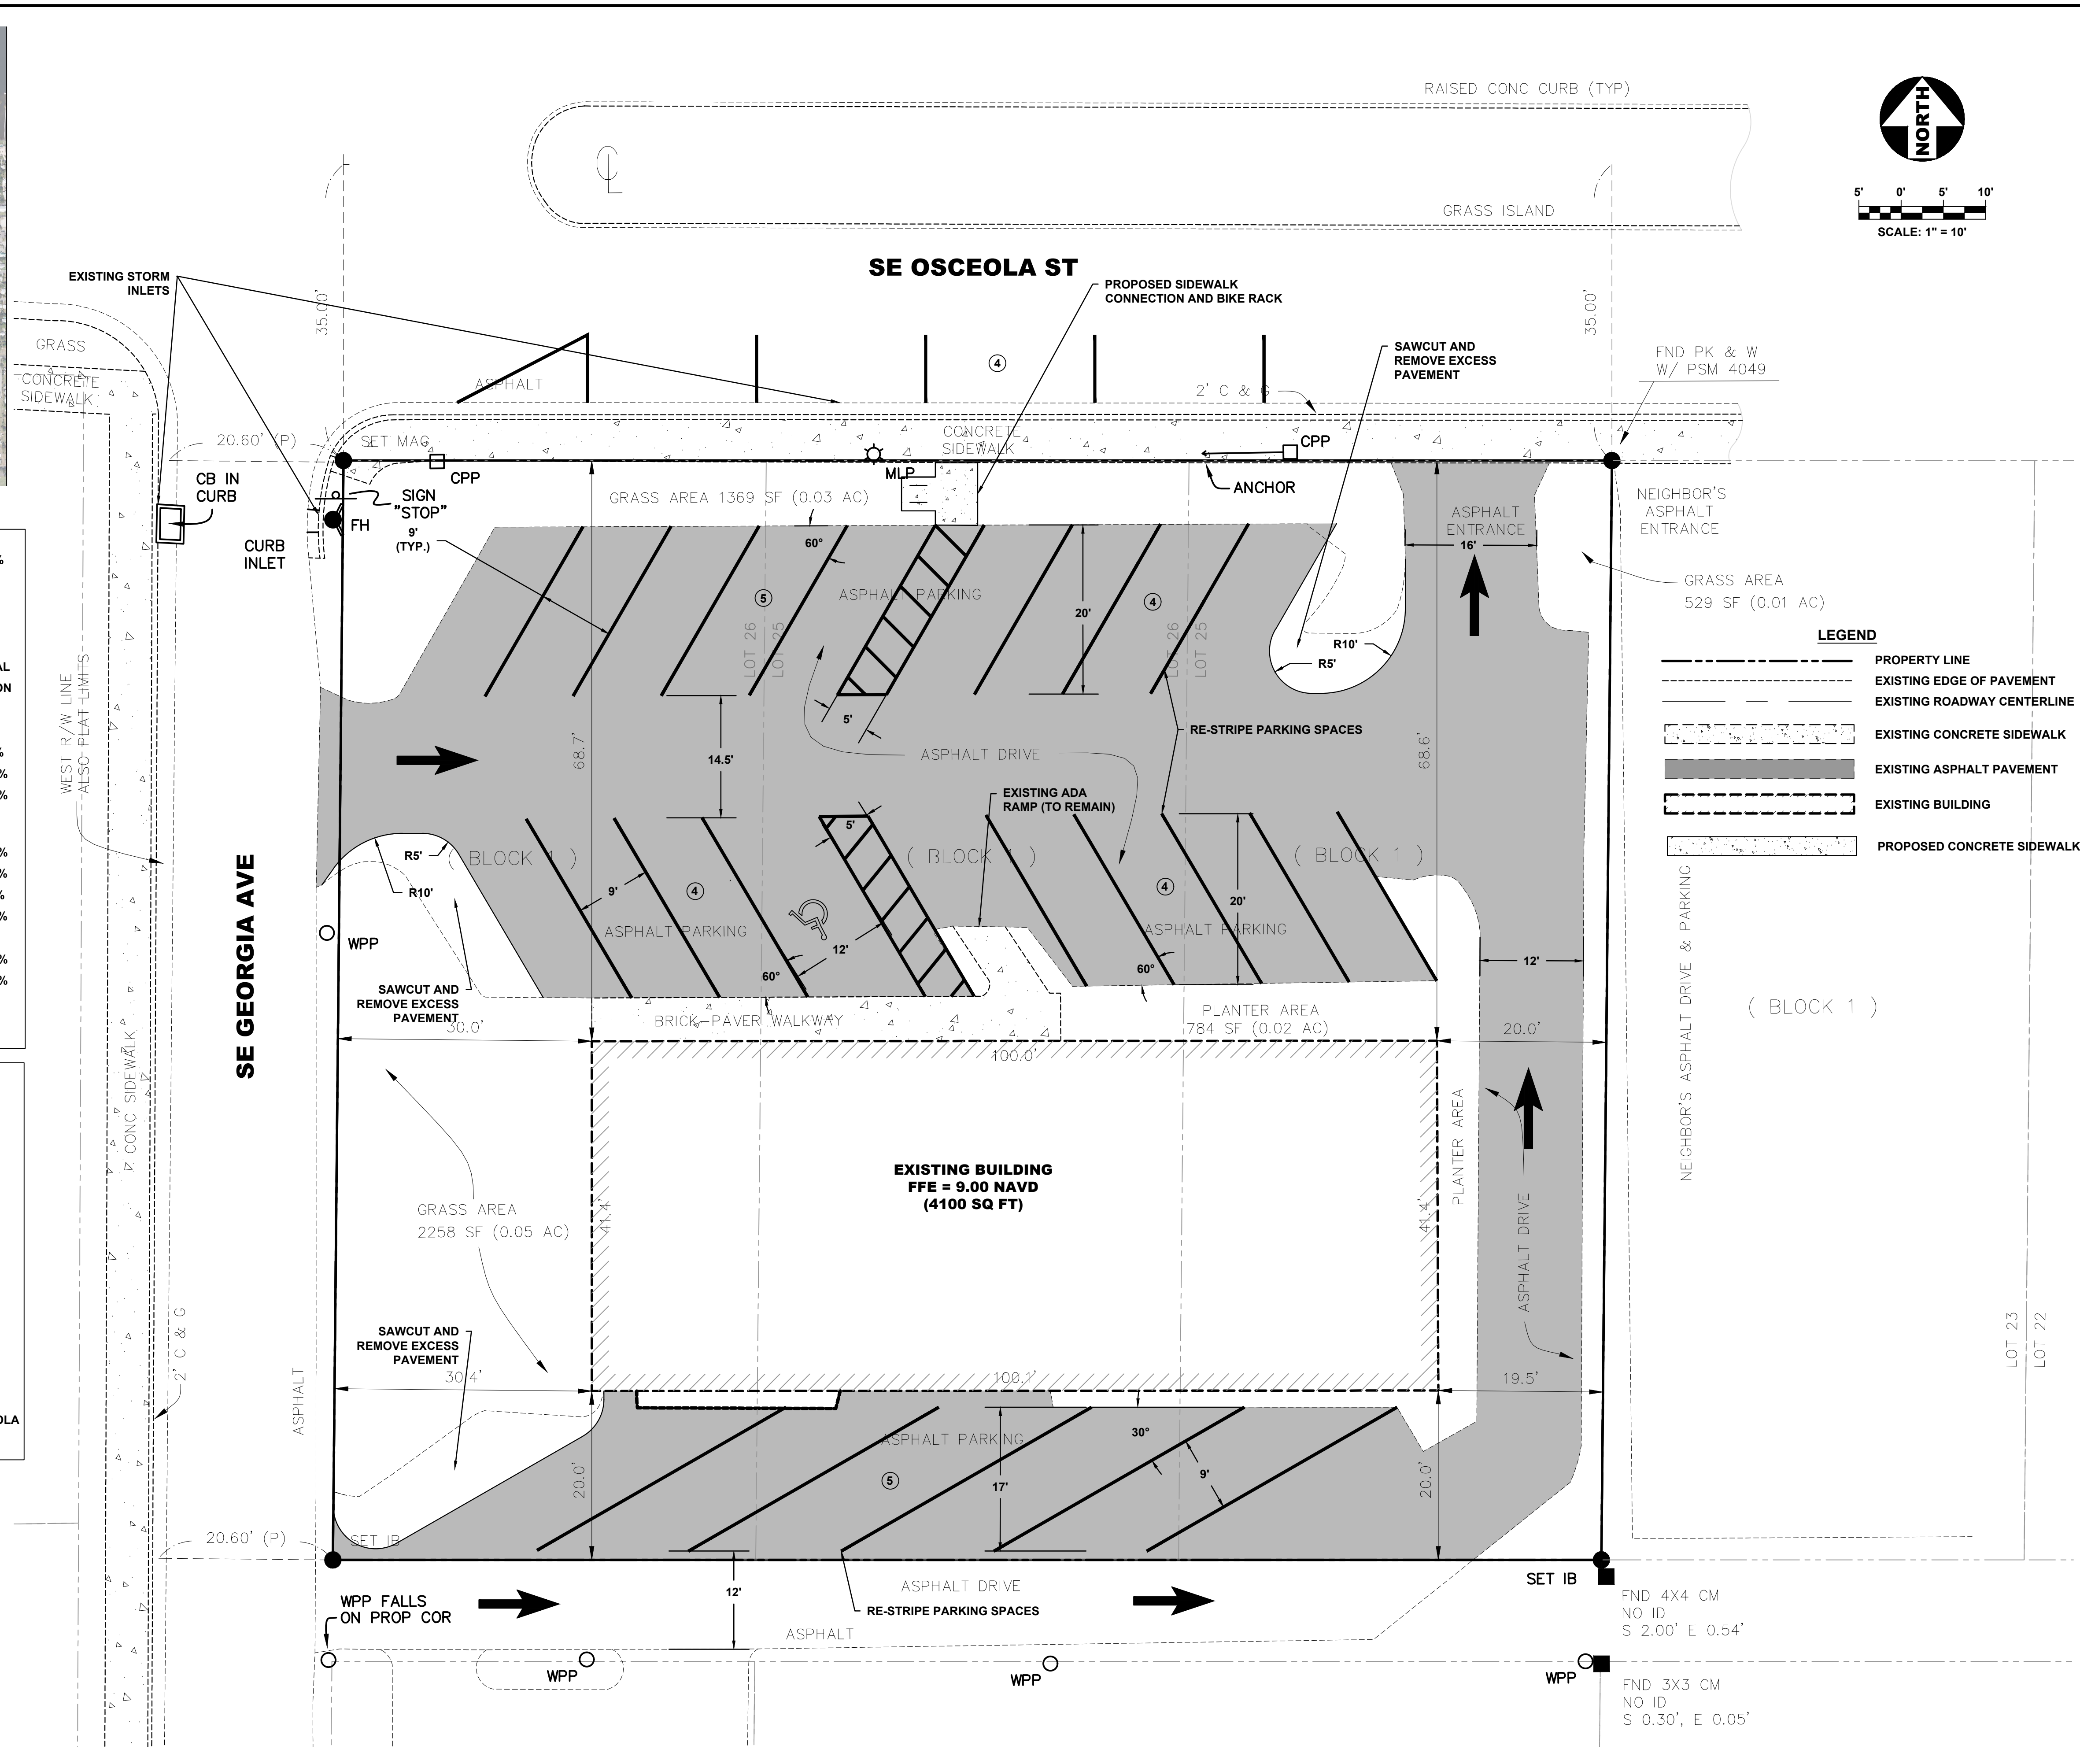 RAISED CONC CURB (TYP)
NORTH
CL
GRASS ISLAND
5' 0' 5' 10'
SCALE: 1" = 10'
SE OSCEOLA ST
EXISTING STORM
INLETS
PROPOSED SIDEWALK
CONNECTION AND BIKE RACK
35.00'
35.00'
GRASS
CONCRETE
SIDEWALK
ASPHALT
4
SAWCUT AND
REMOVE EXCESS
PAVEMENT
FND PK & W
W/ PSM 4049
2' C & G
20.60' (P)
SET MAG
CONCRETE
SIDEWALK
CPP
CPP
MLP
ANCHOR
CB IN
CURB
SIGN
"STOP"
FH
GRASS AREA 1369 SF (0.03 AC)
NEIGHBOR'S
ASPHALT
ENTRANCE
ASPHALT
ENTRANCE
16'
CURB
INLET
9'
(TYP.)
60°
5
ASPHALT PARKING
20'
4
GRASS AREA
529 SF (0.01 AC)
LOT 26
LOT 25
LOT 26
LOT 25
R10'
R5'
LEGEND
PROPERTY LINE
EXISTING EDGE OF PAVEMENT
EXISTING ROADWAY CENTERLINE
EXISTING CONCRETE SIDEWALK
EXISTING ASPHALT PAVEMENT
EXISTING BUILDING
PROPOSED CONCRETE SIDEWALK
WEST R/W LINE
ALSO PLAT LIMITS
5'
68.7'
14.5'
ASPHALT DRIVE
RE-STRIPE PARKING SPACES
68.6'
EXISTING ADA
RAMP (TO REMAIN)
5'
R5'
R10'
( BLOCK 1 )
( BLOCK 1 )
( BLOCK 1 )
9'
4
4
20'
ASPHALT PARKING
12'
60°
ASPHALT PARKING
60°
12'
WPP
SE GEORGIA AVE
SAWCUT AND
REMOVE EXCESS
PAVEMENT
30.0'
BRICK-PAVER WALKWAY
PLANTER AREA
784 SF (0.02 AC)
20.0'
100.0'
( BLOCK 1 )
NEIGHBOR'S ASPHALT DRIVE & PARKING
CONC SIDEWALK
PLANTER AREA
EXISTING BUILDING
FFE = 9.00 NAVD
(4100 SQ FT)
GRASS AREA
2258 SF (0.05 AC)
41.4'
41.4'
ASPHALT DRIVE
2' C & G
ASPHALT
SAWCUT AND
REMOVE EXCESS
PAVEMENT
30.4'
100.1'
19.5'
LOT 23
LOT 22
OLA
ASPHALT PARKING
30°
5
17'
9'
20.0'
20.0'
20.60' (P)
SET IB
12'
WPP FALLS
ON PROP COR
ASPHALT DRIVE
RE-STRIPE PARKING SPACES
ASPHALT
SET IB
FND 4X4 CM
NO ID
S 2.00' E 0.54'
WPP
WPP
WPP
FND 3X3 CM
NO ID
S 0.30', E 0.05'
%
AL
ON
%
%
%
%
%
%
%
%
%